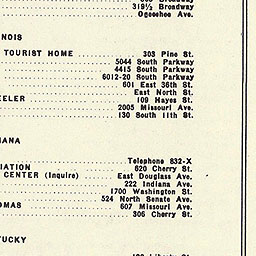 319½ Broadway
Ogeechee Ave.
NOIS
TOURIST HOME 303 Pine St.
5044 South Parkway
4415 South Parkway
6012-20 South Parkway
601 East 36th St.
East North St.
ELER 109 Hayes St.
2005 Missouri Ave.
130 South 11th St.
ANA
Telephone 832-X
IATION 620 Cherry St.
CENTER (Inquire) East Douglas Ave.
222 Indiana Ave.
1700 Washington St.
524 North Senate Ave.
OMAS 607 Missouri Ave.
306 Cherry St.
TUCKY